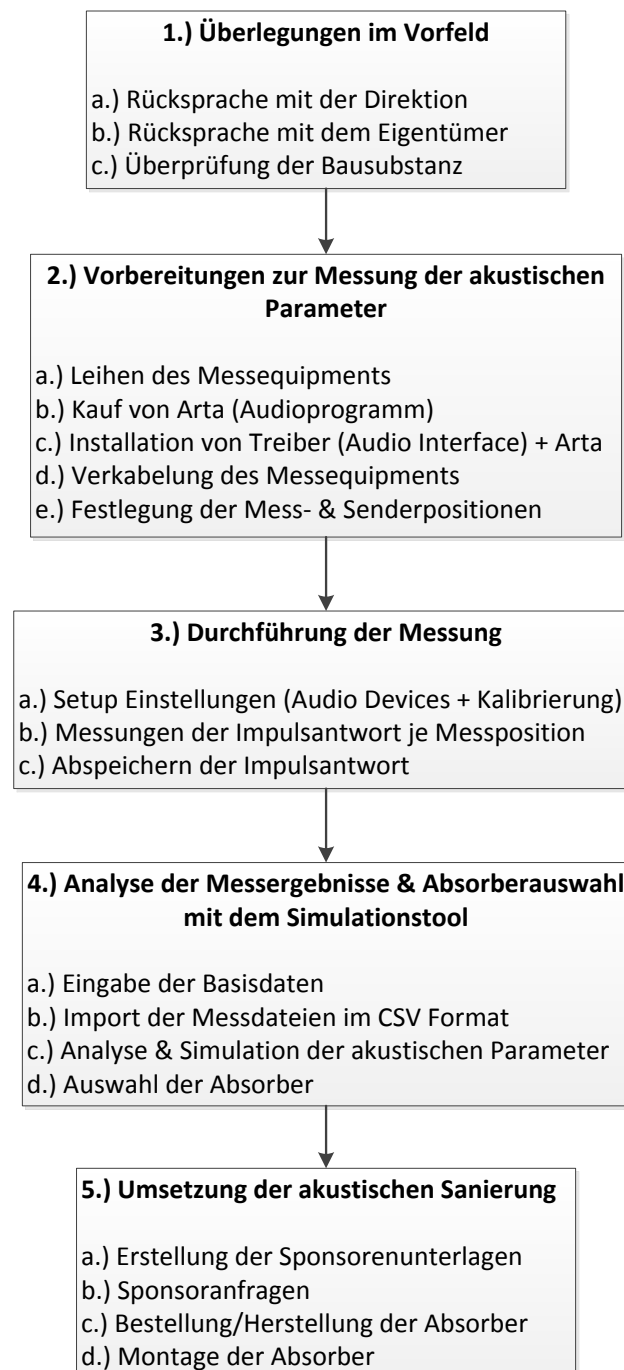 1.) Überlegungen im Vorfeld
a.) Rücksprache mit der Direktion
b.) Rücksprache mit dem Eigentümer
c.) Überprüfung der Bausubstanz
2.) Vorbereitungen zur Messung der akustischen
Parameter
a.) Leihen des Messequipments
b.) Kauf von Arta (Audioprogramm)
c.) Installation von Treiber (Audio Interface) + Arta
d.) Verkabelung des Messequipments
e.) Festlegung der Mess- & Senderpositionen
3.) Durchführung der Messung
a.) Setup Einstellungen (Audio Devices + Kalibrierung)
b.) Messungen der Impulsantwort je Messposition
c.) Abspeichern der Impulsantwort
4.) Analyse der Messergebnisse & Absorberauswahl
mit dem Simulationstool
a.) Eingabe der Basisdaten
b.) Import der Messdateien im CSV Format
c.) Analyse & Simulation der akustischen Parameter
d.) Auswahl der Absorber
5.) Umsetzung der akustischen Sanierung
a.) Erstellung der Sponsorenunterlagen
b.) Sponsoranfragen
c.) Bestellung/Herstellung der Absorber
d.) Montage der Absorber